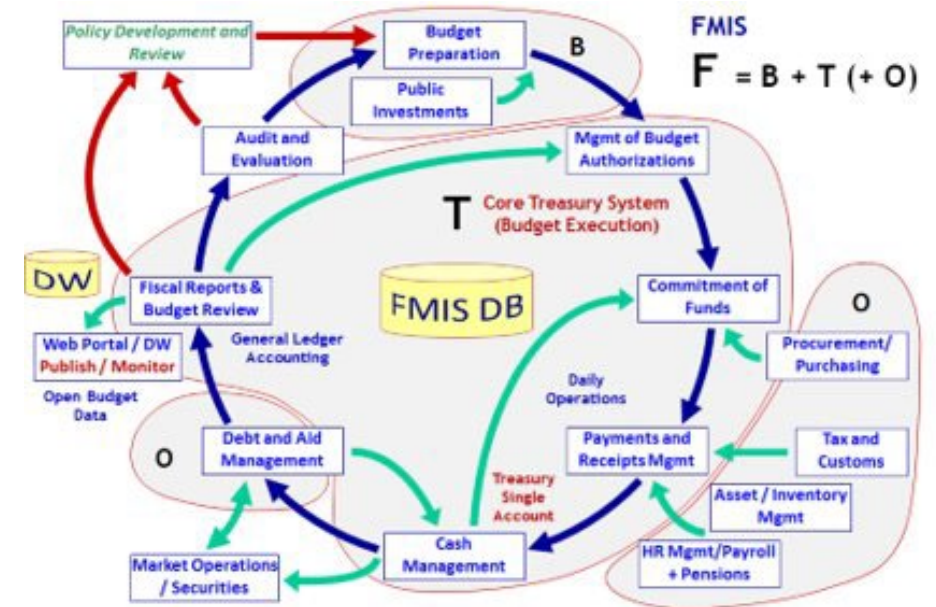 Policy Development and
Review
Budget
Preparation
B
FMIS
F = B + T (+ O)
Public
Investments
Audit and
Evaluation
Mgmt of Budget
Authorizations
T Core Treasury System
(Budget Execution)
DW
Fiscal Reports &
Budget Review
FMIS DB
Commitment of
Funds
O
General Ledger
Accounting
Web Portal / DW
Publish / Monitor
Procurement/
Purchasing
Open Budget
Data
Daily
Operations
O
Debt and Aid
Management
Payments and
Receipts Mgmt
Tax and
Customs
Treasury
Single
Account
Asset / Inventory
Mgmt
Cash
Management
Market Operations
/ Securities
HR Mgmt/Payroll
+ Pensions